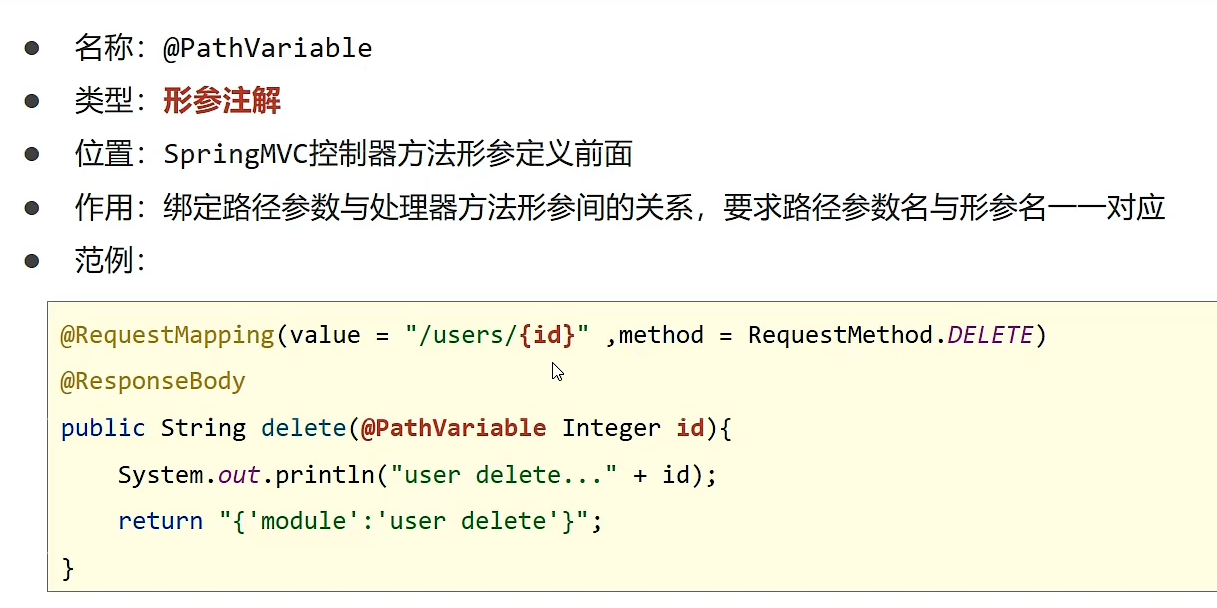 ● 名称：@PathVariable
● 类型：形参注解
● 位置：SpringMVC控制器方法形参定义前面
● 作用：绑定路径参数与处理器方法形参间的关系，要求路径参数名与形参名一一对应
● 范例：
@RequestMapping(value = "/users/{id}" ,method = RequestMethod.DELETE)
@ResponseBody
public String delete(@PathVariable Integer id){
    System.out.println("user delete..." + id);
    return "{'module':'user delete'}";
}